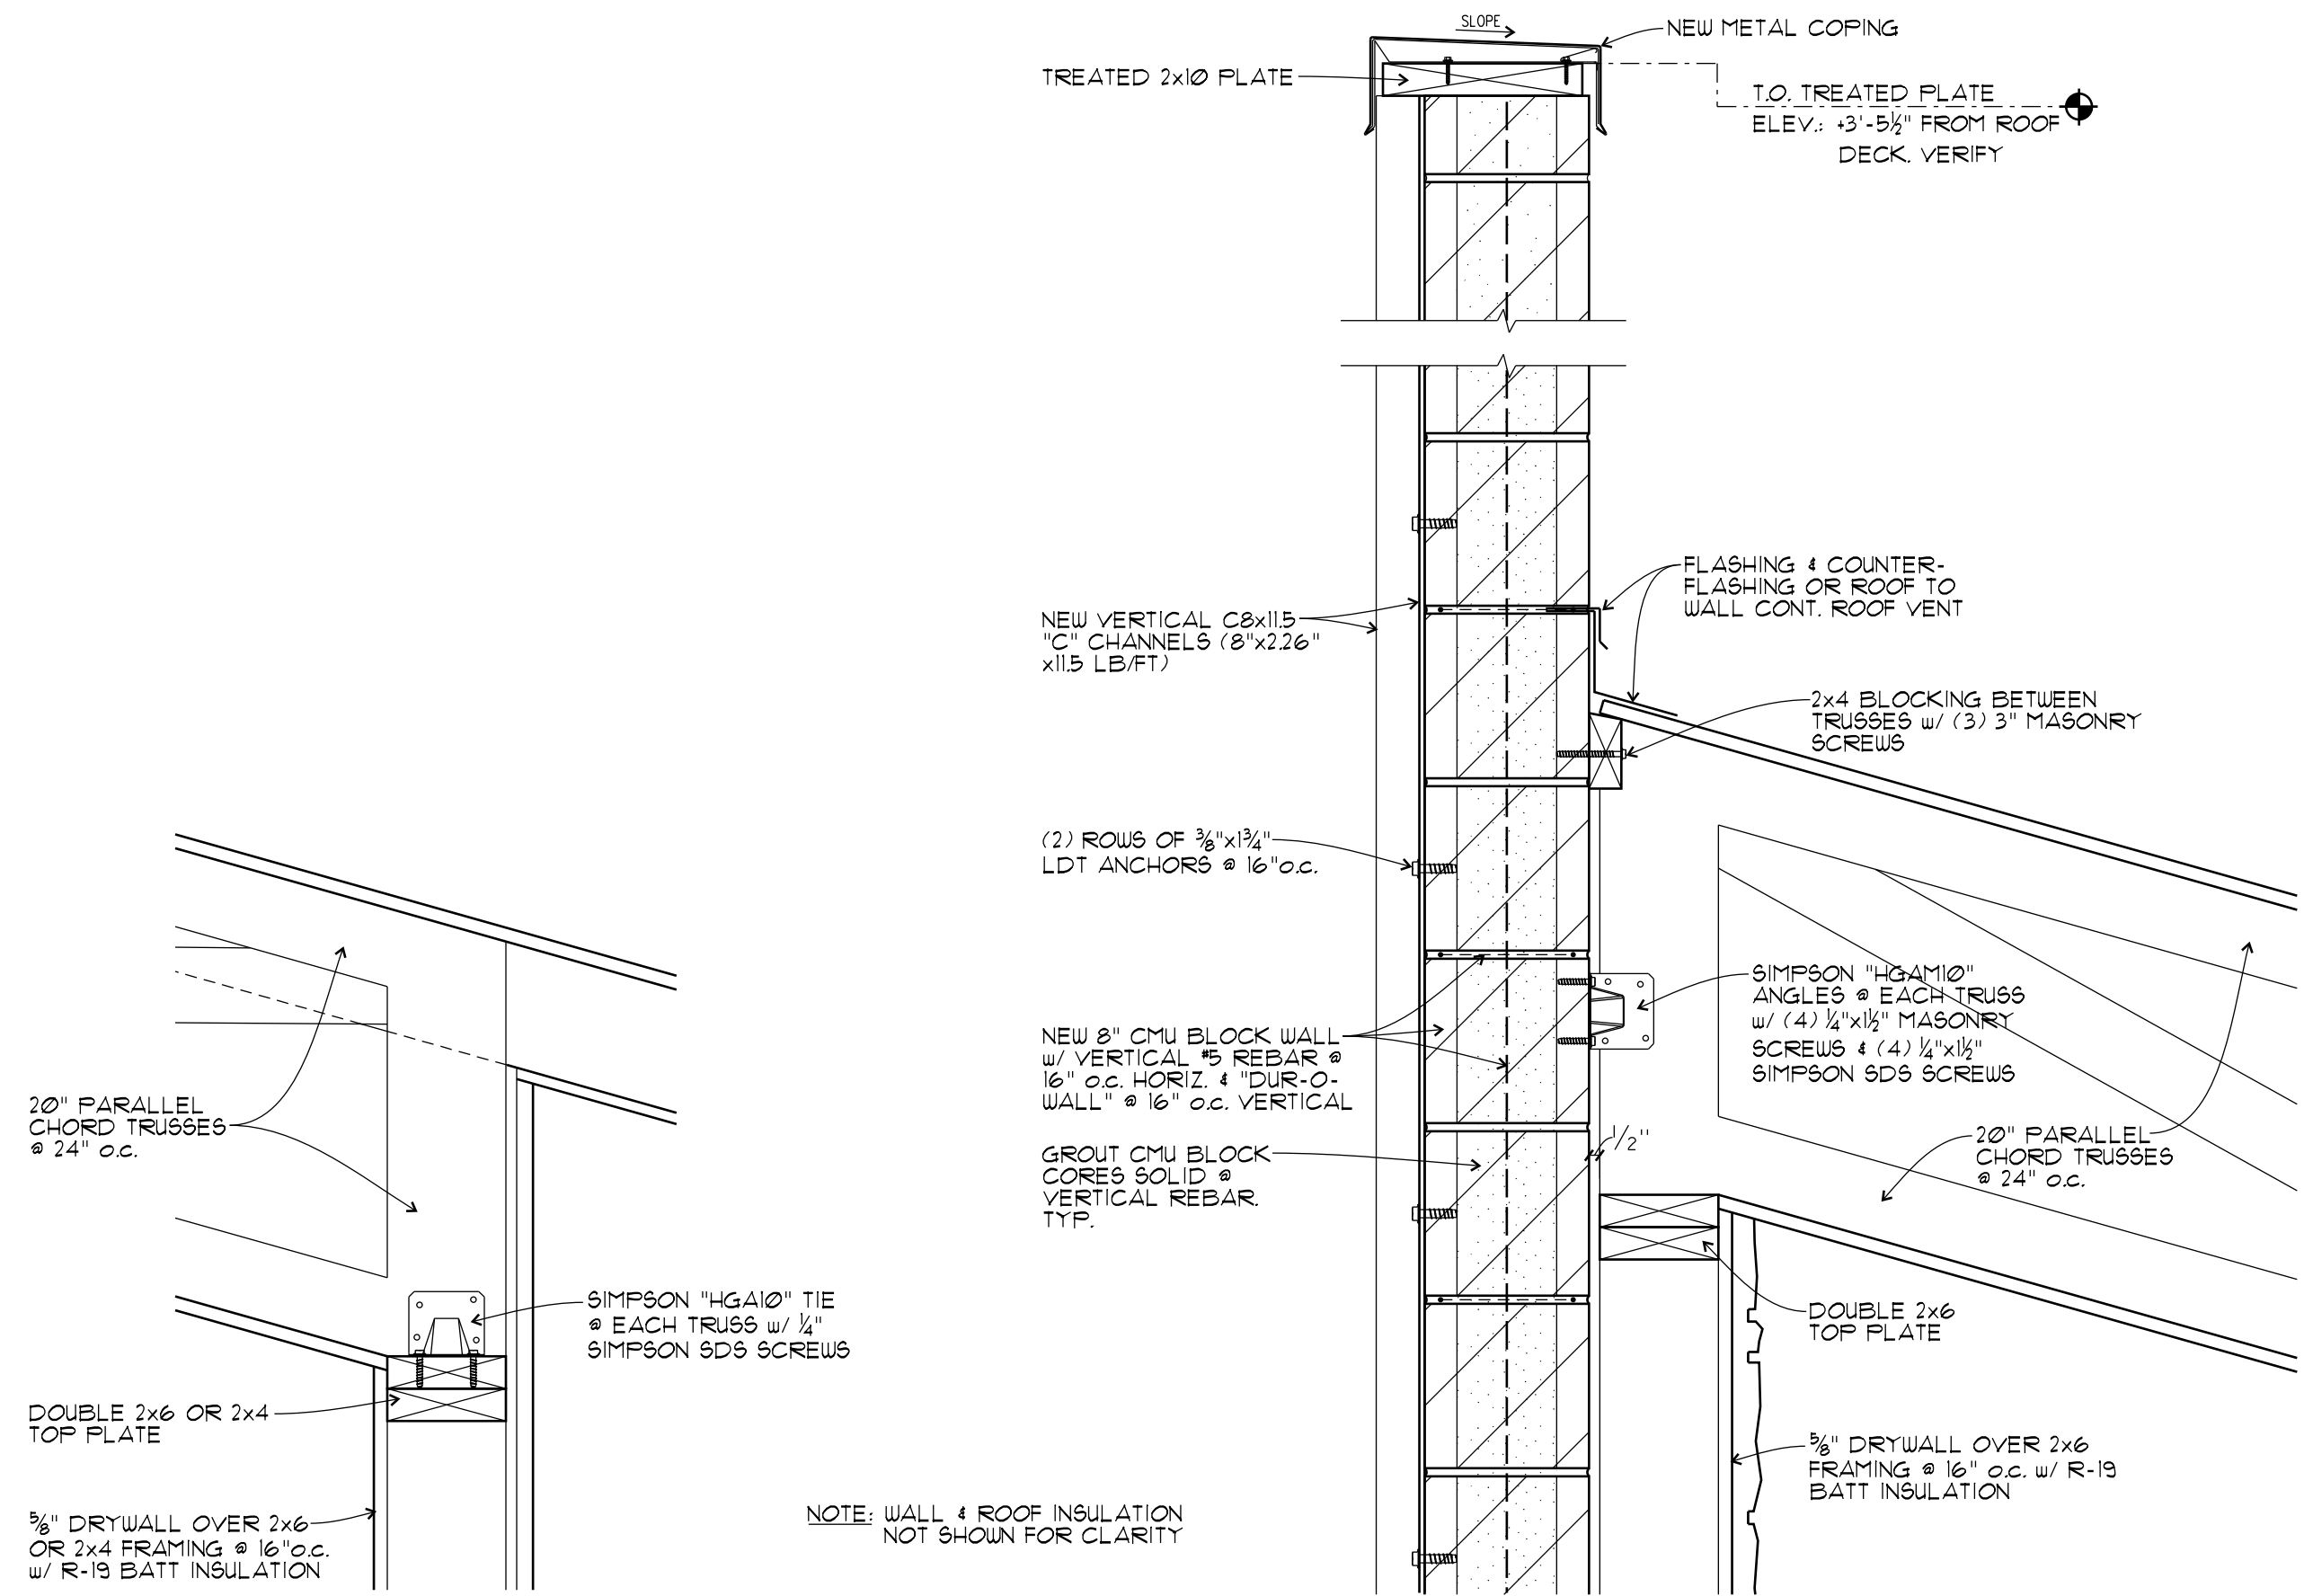 SLOPE
NEW METAL COPING
TREATED 2x10 PLATE
T.O. TREATED PLATE
ELEV.: +3'-5½" FROM ROOF
DECK. VERIFY
FLASHING & COUNTER-
FLASHING OR ROOF TO
WALL CONT. ROOF VENT
NEW VERTICAL C8x11.5
"C" CHANNELS (8"x2.26"
x11.5 LB/FT)
2x4 BLOCKING BETWEEN
TRUSSES w/ (3) 3" MASONRY
SCREWS
(2) ROWS OF ⅜"x1¾"
LDT ANCHORS @ 16"o.c.
SIMPSON "HGAM10"
ANGLES @ EACH TRUSS
w/ (4) ¼"x1½" MASONRY
SCREWS & (4) ¼"x1½"
SIMPSON SDS SCREWS
NEW 8" CMU BLOCK WALL
w/ VERTICAL #5 REBAR @
16" o.c. HORIZ. & "DUR-O-
WALL" @ 16" o.c. VERTICAL
GROUT CMU BLOCK
CORES SOLID @
VERTICAL REBAR.
TYP.
1/2"
20" PARALLEL
CHORD TRUSSES
@ 24" o.c.
20" PARALLEL
CHORD TRUSSES
@ 24" o.c.
SIMPSON "HGA10" TIE
@ EACH TRUSS w/ ¼"
SIMPSON SDS SCREWS
DOUBLE 2x6
TOP PLATE
DOUBLE 2x6 OR 2x4
TOP PLATE
⅝" DRYWALL OVER 2x6
FRAMING @ 16" o.c. w/ R-19
BATT INSULATION
⅝" DRYWALL OVER 2x6
OR 2x4 FRAMING @ 16"o.c.
w/ R-19 BATT INSULATION
NOTE: WALL & ROOF INSULATION
NOT SHOWN FOR CLARITY